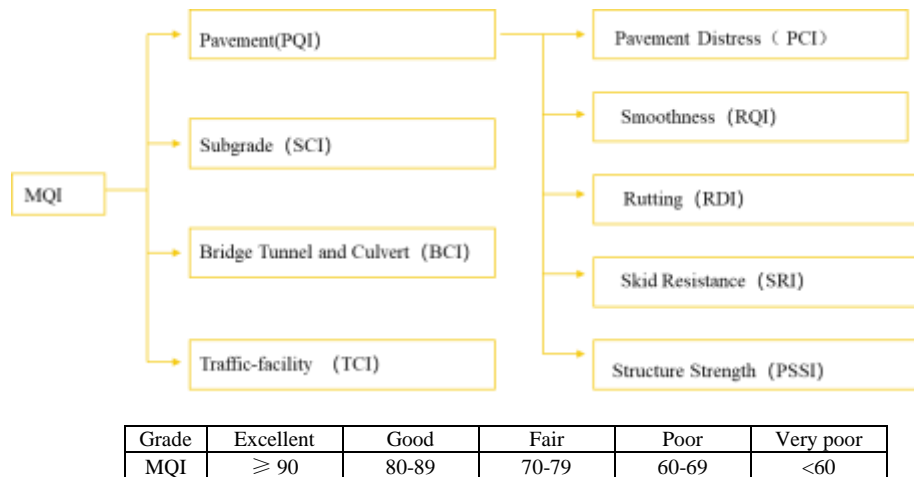 MQI
Pavement(PQI)
Subgrade（SCI）
Bridge Tunnel and Culvert（BCI）
Traffic-facility （TCI）
Pavement Distress（ PCI）
Smoothness（RQI）
Rutting（RDI）
Skid Resistance（SRI）
Structure Strength（PSSI）
Grade Excellent Good Fair Poor Very poor
MQI ≥ 90 80-89 70-79 60-69 <60